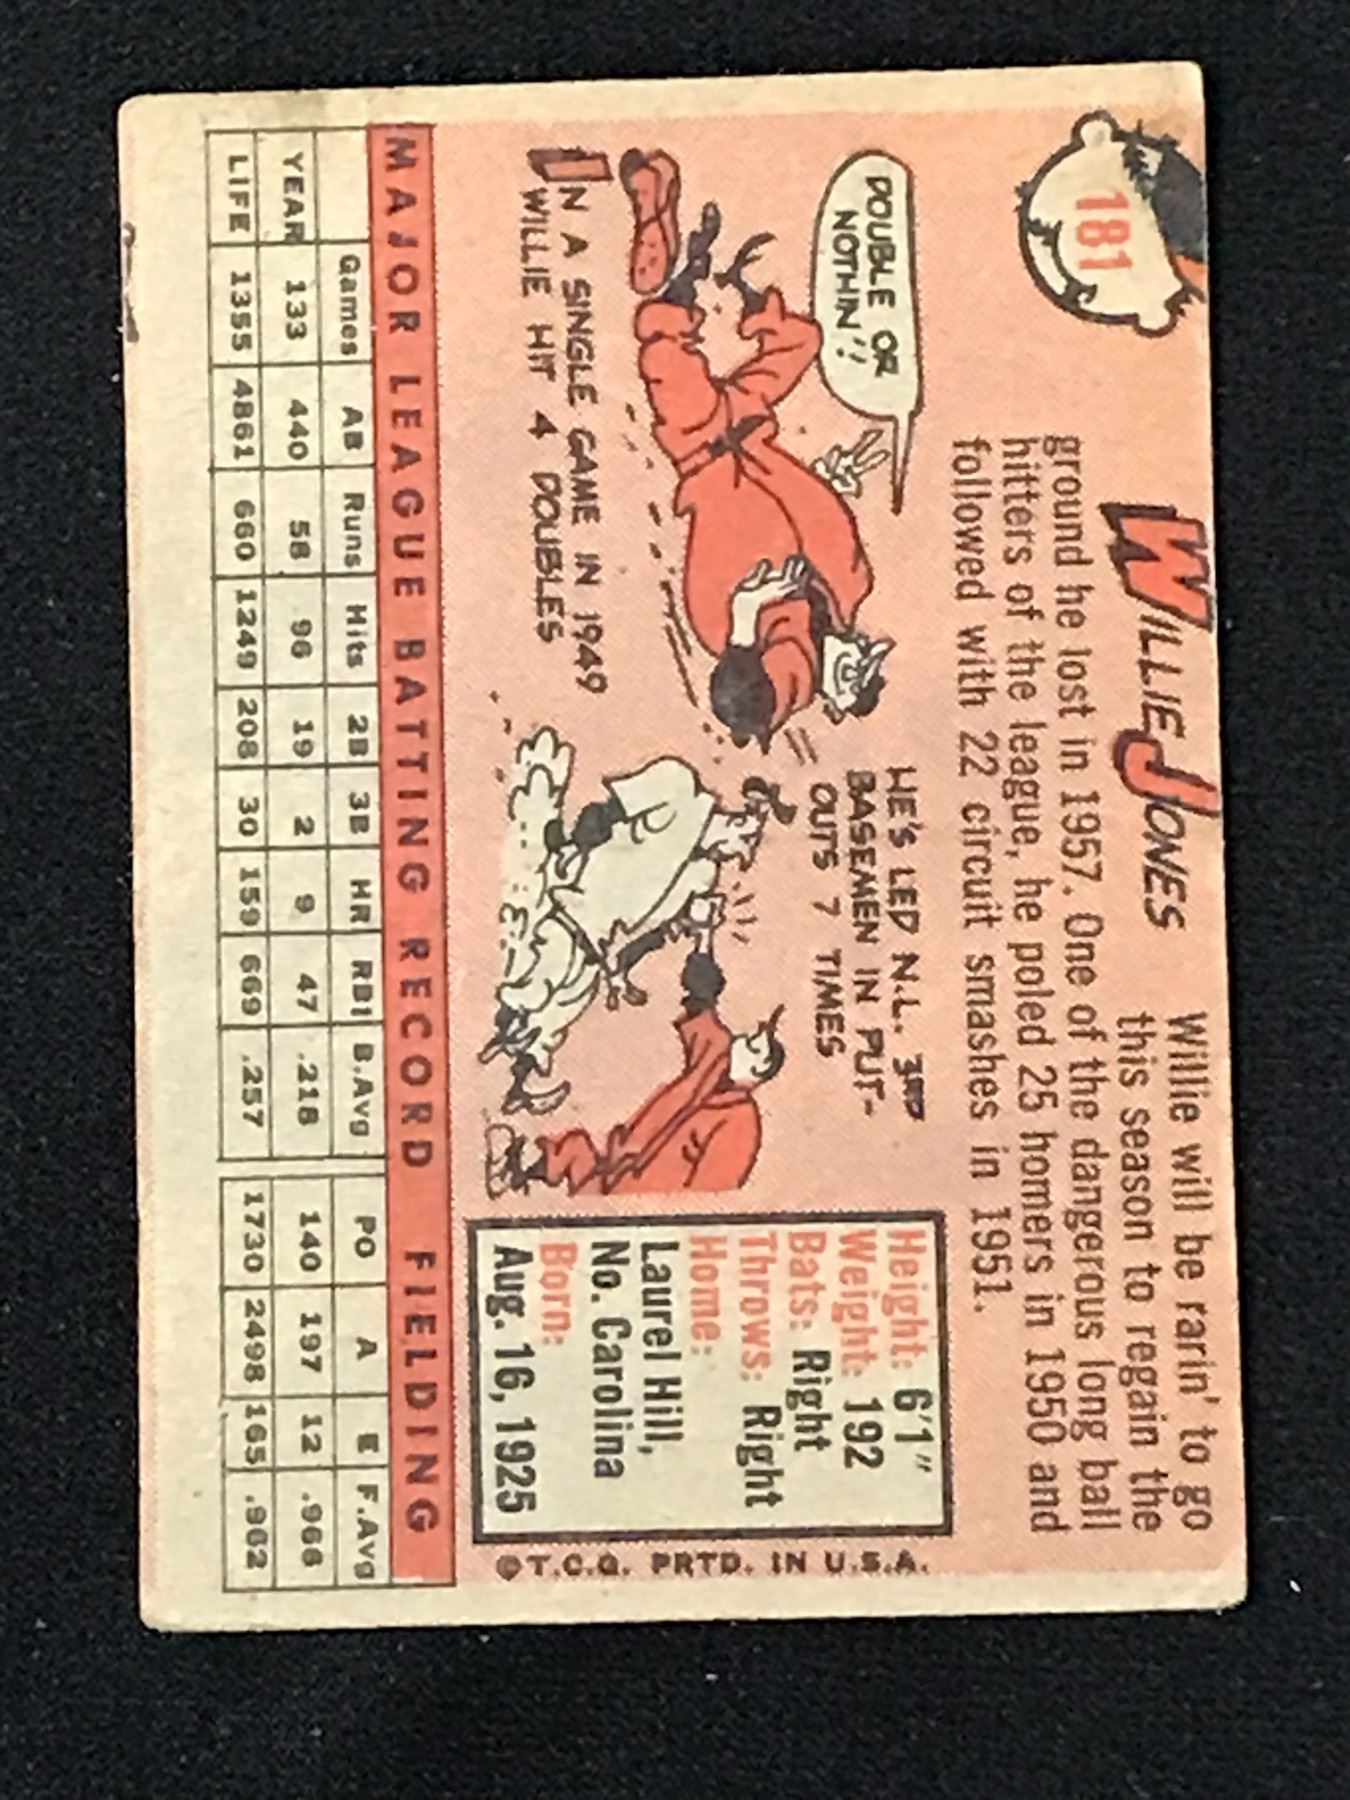 181
WILLIE JONES
Willie will be rarin' to go
this season to regain the
ground he lost in 1957. One of the dangerous long ball
hitters of the league, he poled 25 homers in 1950 and
followed with 22 circuit smashes in 1951.
DOUBLE OR
NOTHIN'!
IN A SINGLE GAME IN 1949
WILLIE HIT 4 DOUBLES
HE'S LED N.L. 3RD
BASEMEN IN PUT-
OUTS 7 TIMES
Height: 6'1"
Weight: 192
Bats: Right
Throws: Right
Home:
Laurel Hill,
No. Carolina
Born:
Aug. 16, 1925
©T.C.G. PRTD. IN U.S.A.
MAJOR LEAGUE BATTING RECORD FIELDING
Games AB Runs Hits 2B 3B HR RBI B.Avg PO A E F.Avg
YEAR 133 440 58 96 19 2 9 47 .218 140 197 12 .966
LIFE 1355 4861 660 1249 208 30 159 669 .257 1730 2498 165 .962